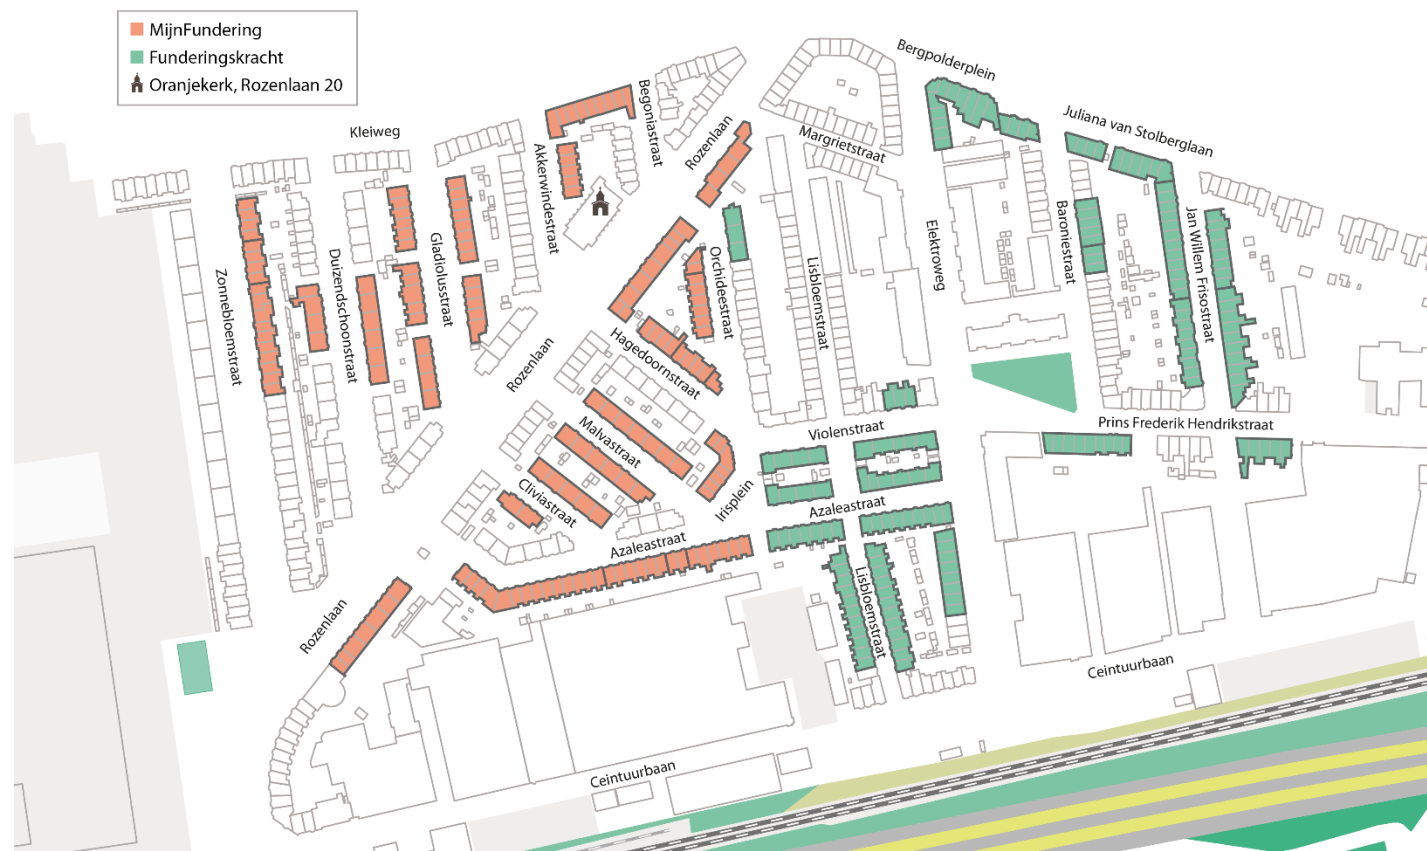 MijnFundering
Funderingskracht
Oranjekerk, Rozenlaan 20
Kleiweg
Begoniastraat
Akkerwindestraat
Rozenlaan
Bergpolderplein
Margrietstraat
Juliana van Stolberglaan
Zonnebloemstraat
Duizendschoonstraat
Gladiolusstraat
Orchideestraat
Lisbloemstraat
Elektroweg
Baroniestraat
Jan Willem Frisostraat
Rozenlaan
Hagedoornstraat
Malvastraat
Cliviastraat
Irisplein
Violenstraat
Prins Frederik Hendrikstraat
Azaleastraat
Azaleastraat
Lisbloemstraat
Rozenlaan
Ceintuurbaan
Ceintuurbaan